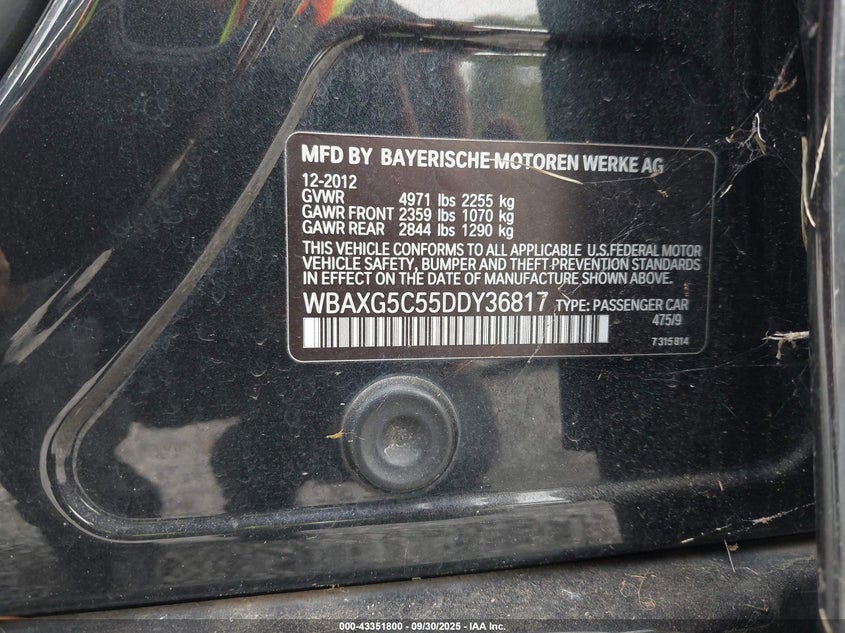 MFD BY BAYERISCHE MOTOREN WERKE AG
12-2012
GVWR 4971 lbs 2255 kg
GAWR FRONT 2359 lbs 1070 kg
GAWR REAR 2844 lbs 1290 kg
THIS VEHICLE CONFORMS TO ALL APPLICABLE U.S.FEDERAL MOTOR
VEHICLE SAFETY, BUMPER AND THEFT-PREVENTION STANDARDS
IN EFFECT ON THE DATE OF MANUFACTURE SHOWN ABOVE.
WBAXG5C55DDY36817 TYPE: PASSENGER CAR
475/9
7 315 814
000-43351800 - 09/30/2025 - IAA Inc.